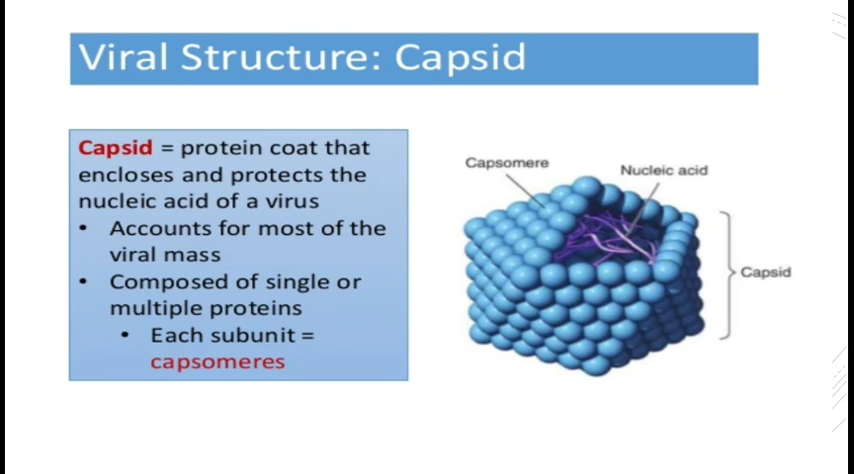 Viral Structure: Capsid
Capsid = protein coat that
encloses and protects the
nucleic acid of a virus
• Accounts for most of the
viral mass
• Composed of single or
multiple proteins
• Each subunit =
capsomeres
Capsomere
Nucleic acid
Capsid